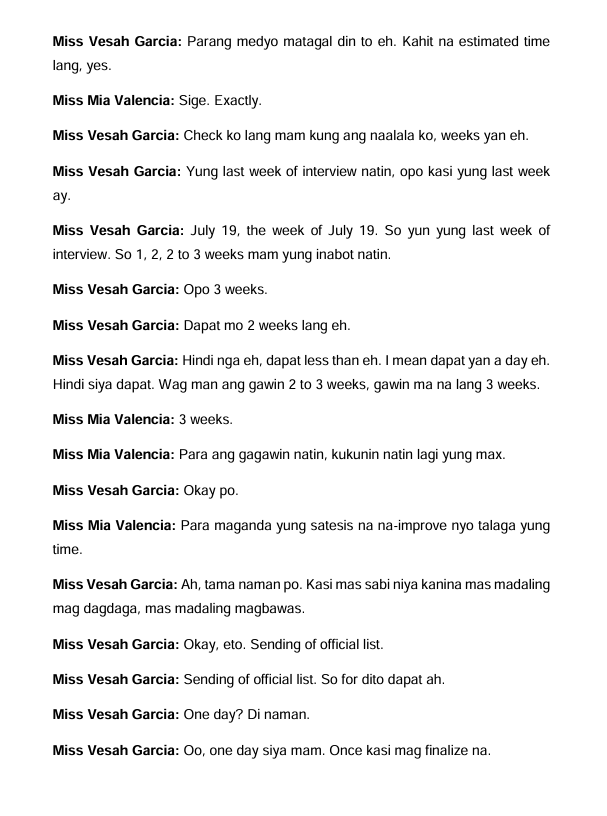 Miss Vesah Garcia: Parang medyo matagal din to eh. Kahit na estimated time
lang, yes.
Miss Mia Valencia: Sige. Exactly.
Miss Vesah Garcia: Check ko lang mam kung ang naalala ko, weeks yan eh.
Miss Vesah Garcia: Yung last week of interview natin, opo kasi yung last week
ay.
Miss Vesah Garcia: July 19, the week of July 19. So yun yung last week of
interview. So 1, 2, 2 to 3 weeks mam yung inabot natin.
Miss Vesah Garcia: Opo 3 weeks.
Miss Vesah Garcia: Dapat mo 2 weeks lang eh.
Miss Vesah Garcia: Hindi nga eh, dapat less than eh. I mean dapat yan a day eh.
Hindi siya dapat. Wag man ang gawin 2 to 3 weeks, gawin ma na lang 3 weeks.
Miss Mia Valencia: 3 weeks.
Miss Mia Valencia: Para ang gagawin natin, kukunin natin lagi yung max.
Miss Vesah Garcia: Okay po.
Miss Mia Valencia: Para maganda yung satesis na na-improve nyo talaga yung
time.
Miss Vesah Garcia: Ah, tama naman po. Kasi mas sabi niya kanina mas madaling
mag dagdaga, mas madaling magbawas.
Miss Vesah Garcia: Okay, eto. Sending of official list.
Miss Vesah Garcia: Sending of official list. So for dito dapat ah.
Miss Vesah Garcia: One day? Di naman.
Miss Vesah Garcia: Oo, one day siya mam. Once kasi mag finalize na.